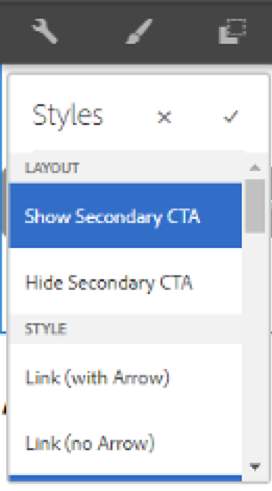 Styles
LAYOUT
Show Secondary CTA
Hide Secondary CTA
STYLE
Link (with Arrow)
Link (no Arrow)